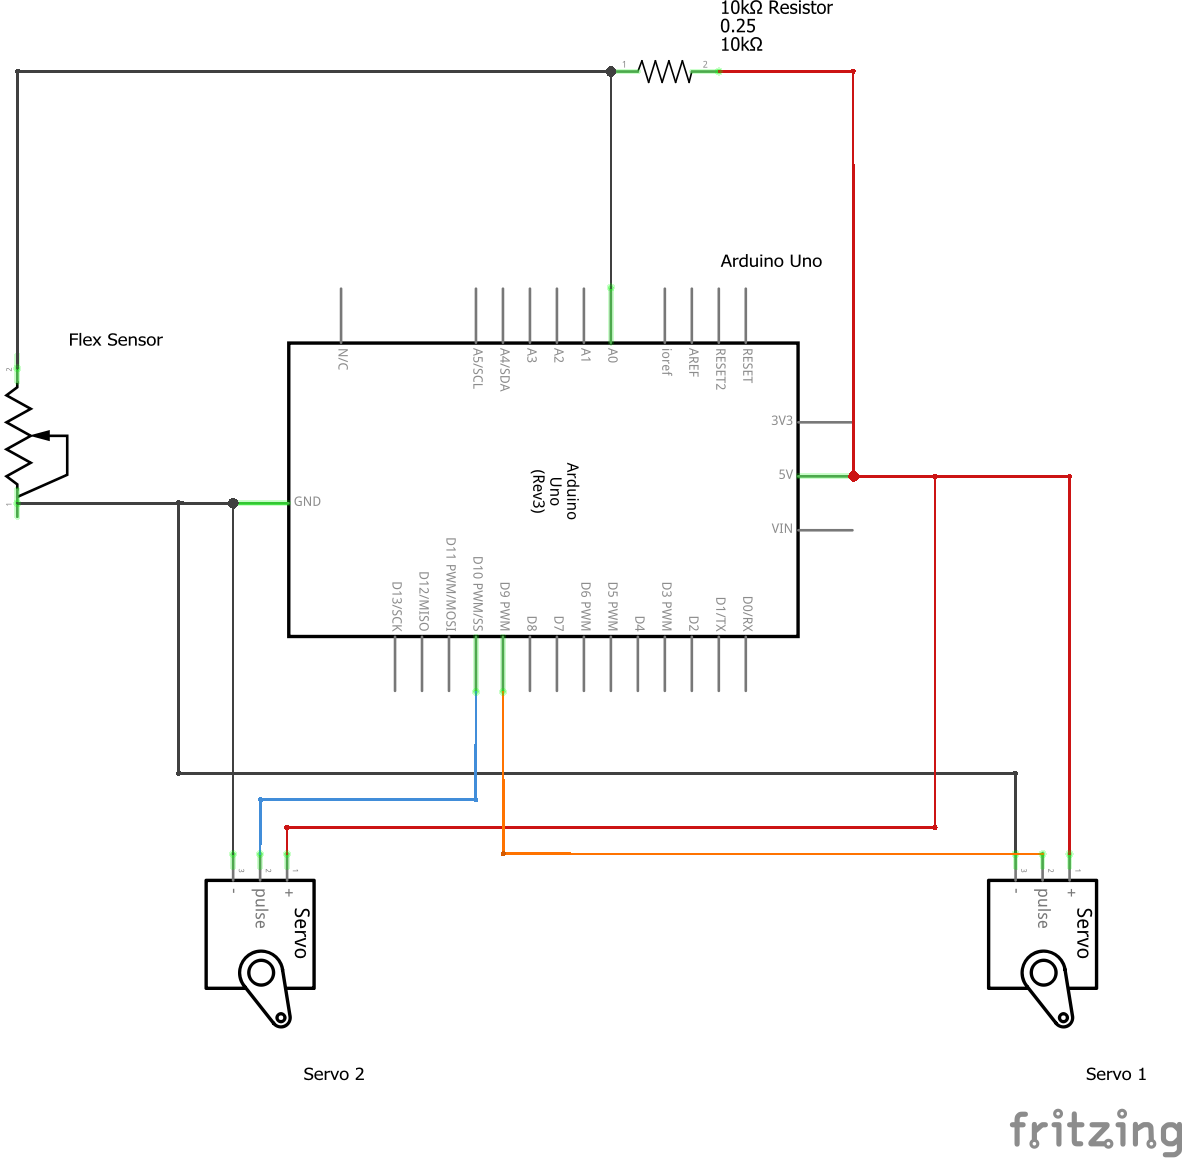 10kΩ Resistor
0.25
10kΩ
1
2
Arduino Uno
Flex Sensor
N/C
A5/SCL
A4/SDA
A3
A2
A1
A0
ioref
AREF
RESET2
RESET
2
3V3
5V
VIN
GND
1
Arduino
Uno
(Rev3)
D13/SCK
D12/MISO
D11 PWM/MOSI
D10 PWM/SS
D9 PWM
D8
D7
D6 PWM
D5 PWM
D4
D3 PWM
D2
D1/TX
D0/RX
3
2
1
-
pulse
+
Servo
3
2
1
-
pulse
+
Servo
Servo 2
Servo 1
fritzing